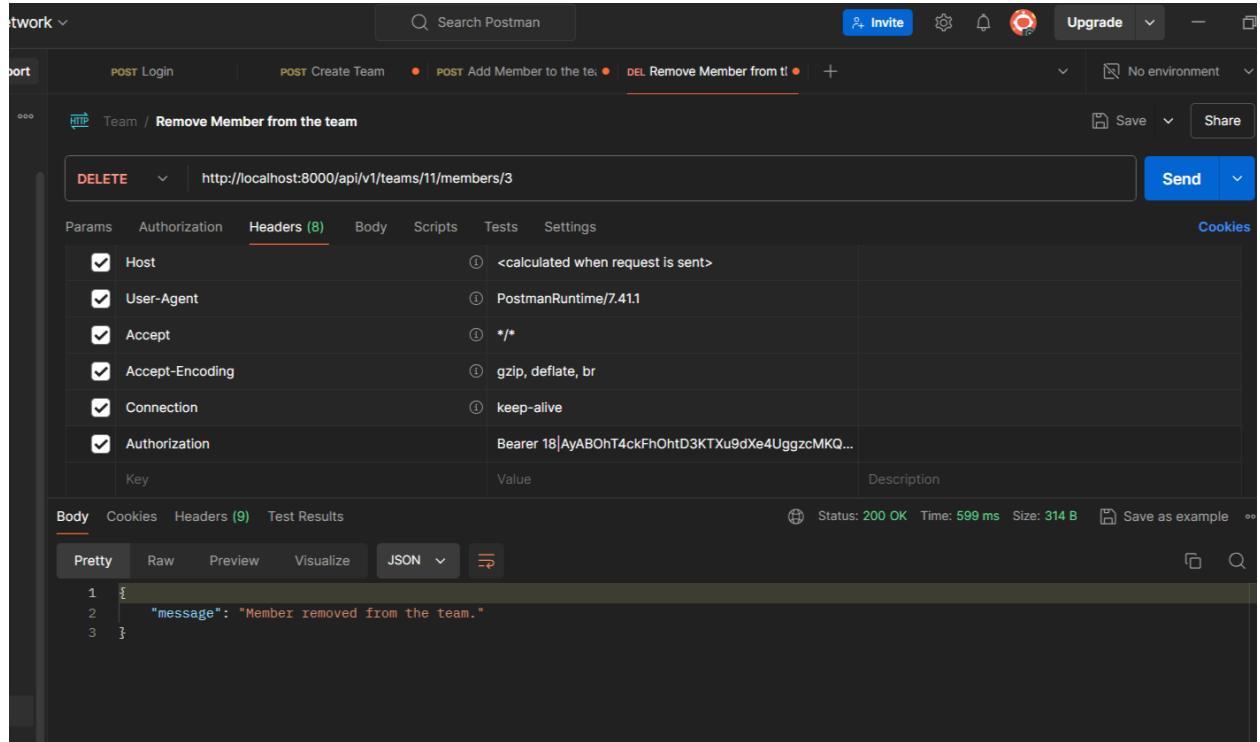 etwork
Search Postman
Invite
Upgrade
port
POST Login
POST Create Team
POST Add Member to the te
DEL Remove Member from tl
No environment
HTTP Team / Remove Member from the team
Save
Share
DELETE http://localhost:8000/api/v1/teams/11/members/3
Send
Params Authorization Headers (8) Body Scripts Tests Settings Cookies
Host <calculated when request is sent>
User-Agent PostmanRuntime/7.41.1
Accept */*
Accept-Encoding gzip, deflate, br
Connection keep-alive
Authorization Bearer 18|AyABOhT4ckFhOhtD3KTXu9dXe4UggzcMKQ...
Key Value Description
Body Cookies Headers (9) Test Results Status: 200 OK Time: 599 ms Size: 314 B Save as example
Pretty Raw Preview Visualize JSON
1 {
2 "message": "Member removed from the team."
3 }